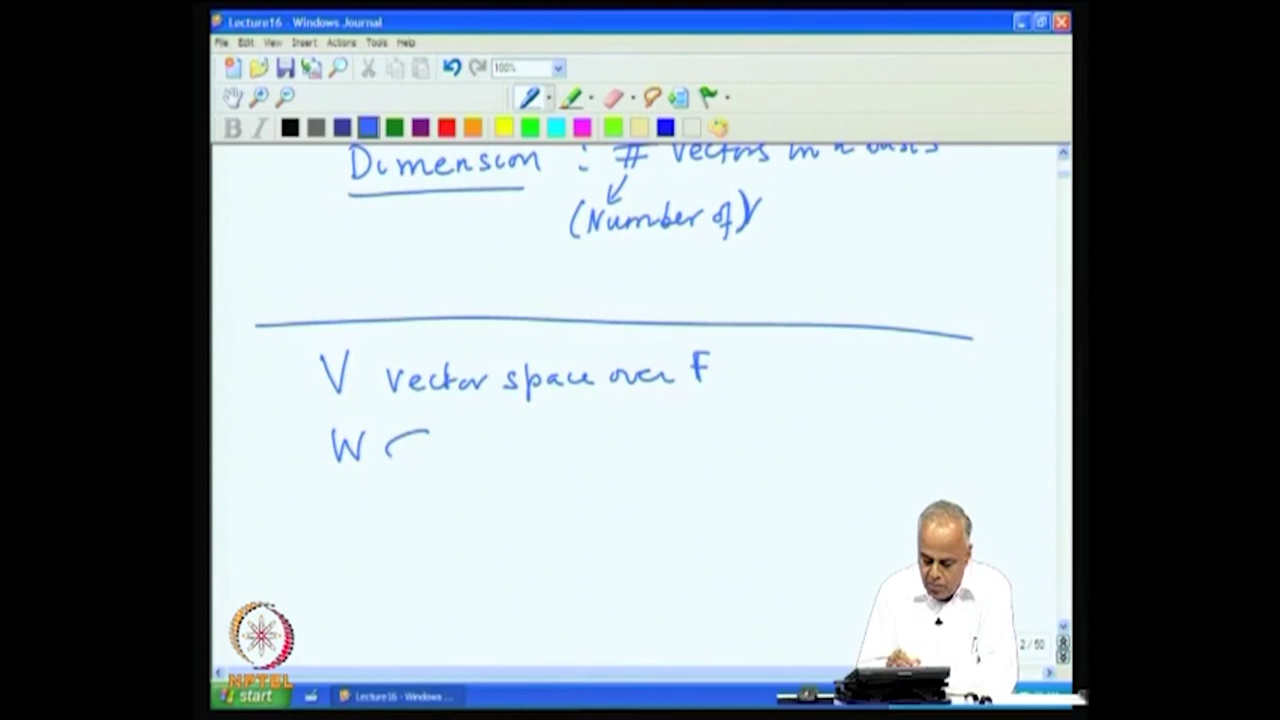 Lecture16 - Windows Journal
File Edit View Insert Actions Tools Help
100%
B I
Dimension : # vectors in a basis
(Number of)
V vector space over F
W
2 / 50
NPTEL
start Lecture16 - Windows ...